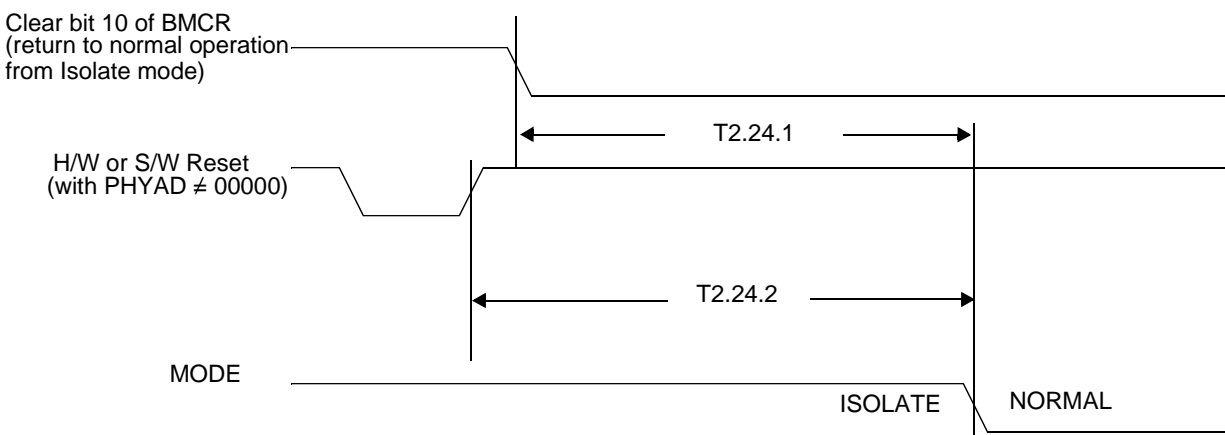 Clear bit 10 of BMCR
(return to normal operation
from Isolate mode)
T2.24.1
H/W or S/W Reset
(with PHYAD ≠ 00000)
T2.24.2
MODE
ISOLATE
NORMAL